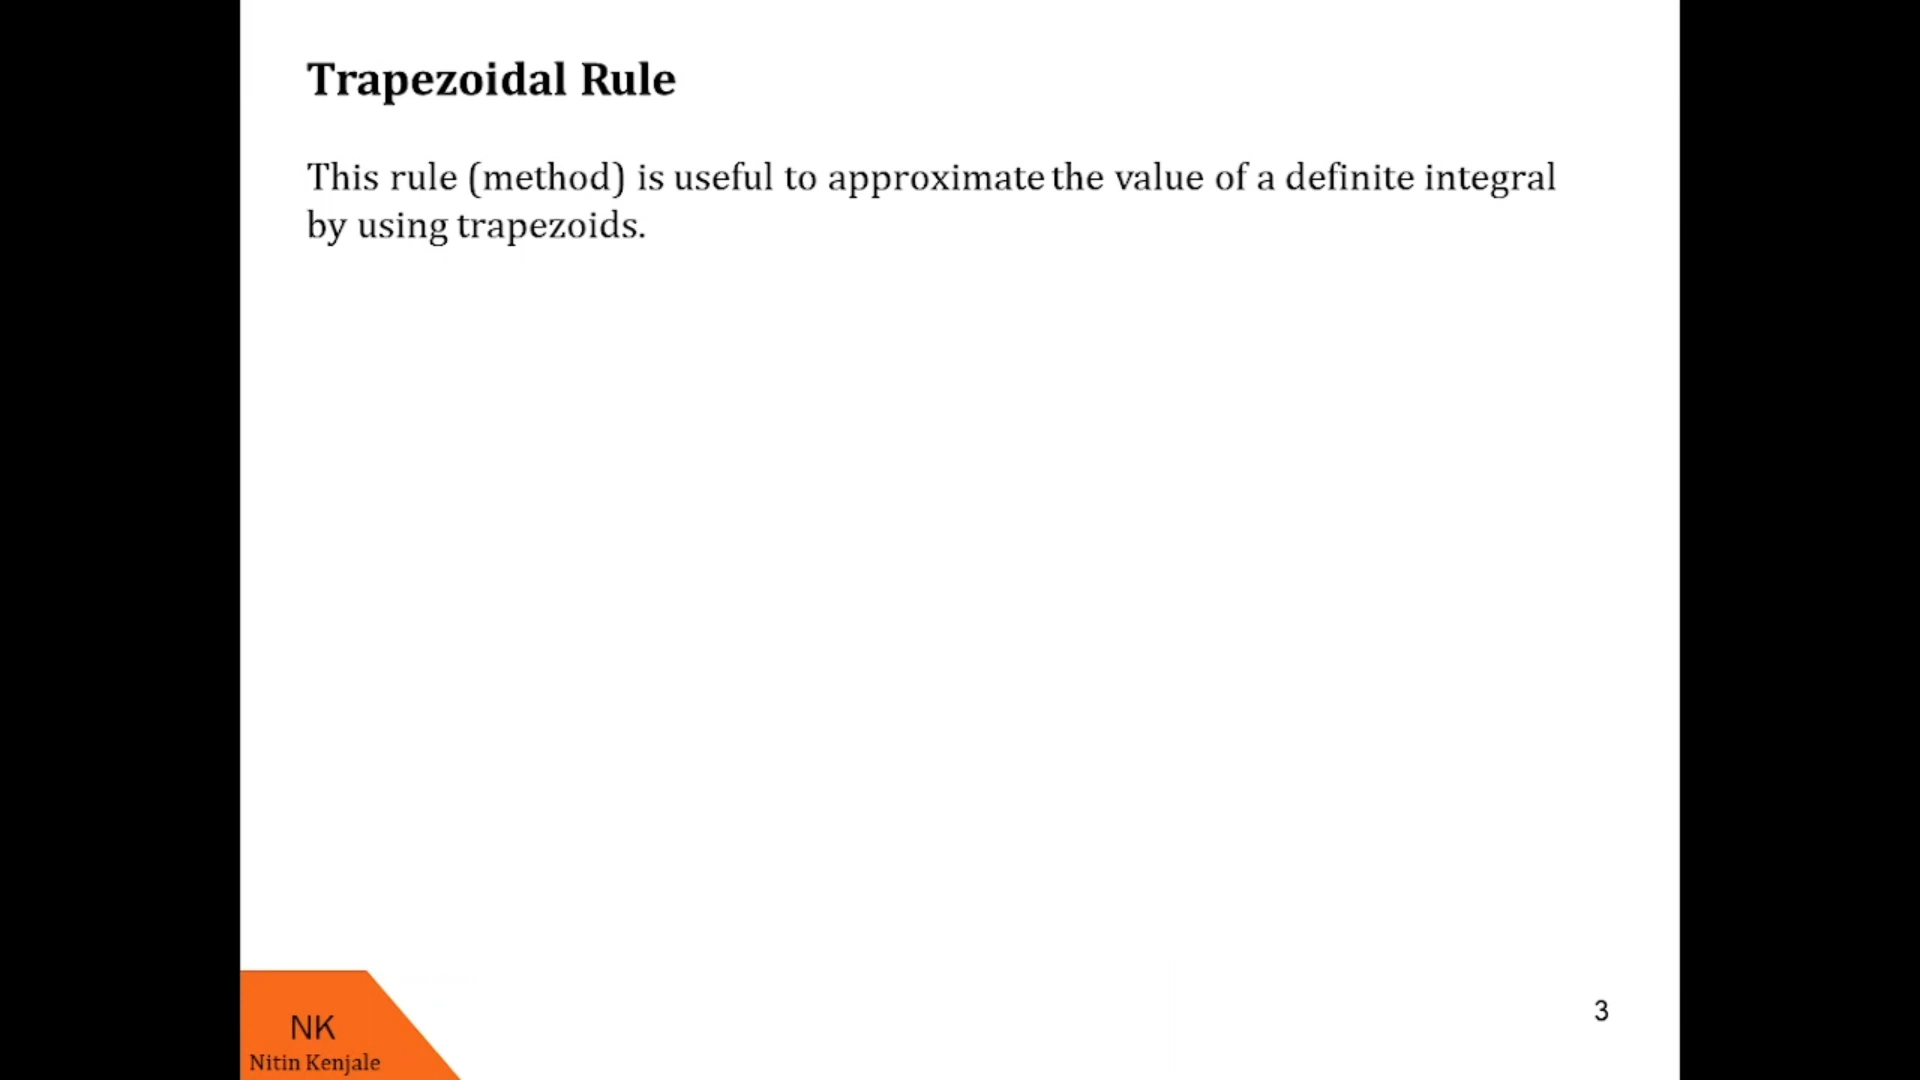 Trapezoidal Rule
This rule (method) is useful to approximate the value of a definite integral
by using trapezoids.
NK
Nitin Kenjale
3